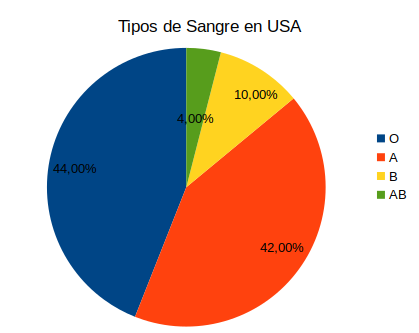 Tipos de Sangre en USA
10,00%
4,00%
44,00%
42,00%
O
A
B
AB